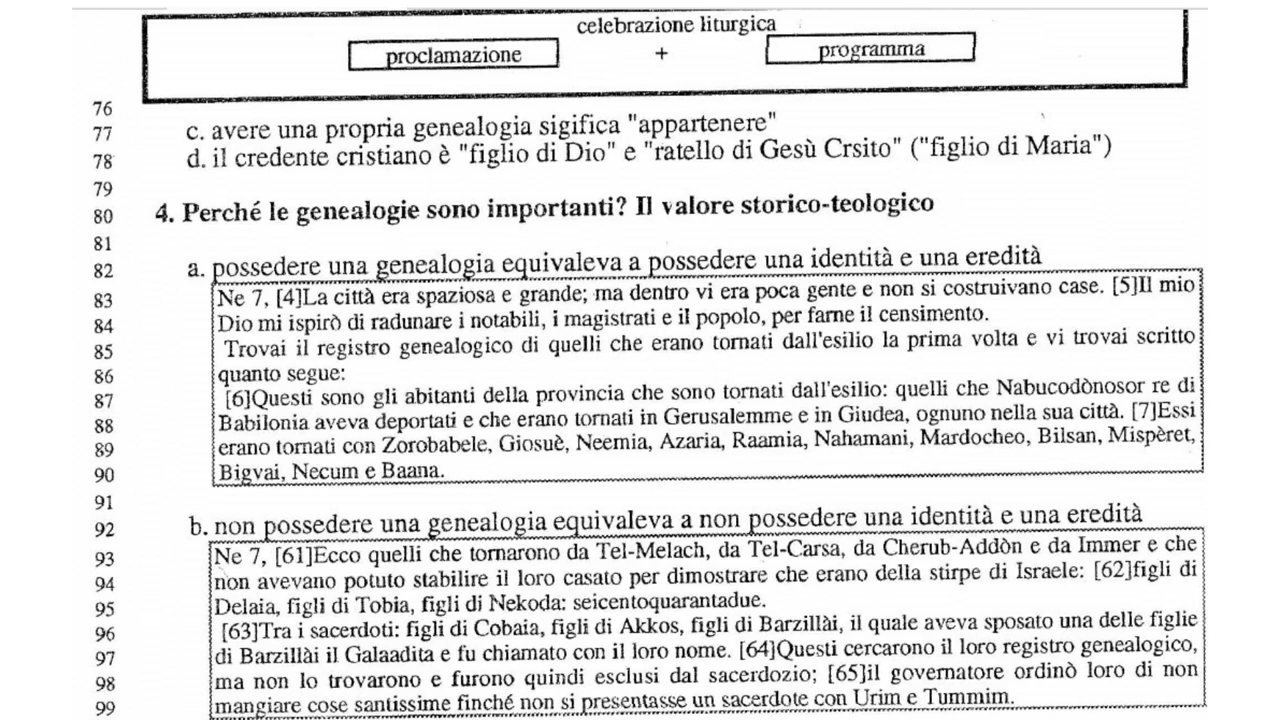 celebrazione liturgica
proclamazione + programma
76
77 c. avere una propria genealogia sigifica "appartenere"
78 d. il credente cristiano è "figlio di Dio" e "ratello di Gesù Crsito" ("figlio di Maria")
79
80 4. Perché le genealogie sono importanti? Il valore storico-teologico
81
82 a. possedere una genealogia equivaleva a possedere una identità e una eredità
83 Ne 7, [4]La città era spaziosa e grande; ma dentro vi era poca gente e non si costruivano case. [5]Il mio
84 Dio mi ispirò di radunare i notabili, i magistrati e il popolo, per farne il censimento.
85 Trovai il registro genealogico di quelli che erano tornati dall'esilio la prima volta e vi trovai scritto
86 quanto segue:
87 [6]Questi sono gli abitanti della provincia che sono tornati dall'esilio: quelli che Nabucodònosor re di
88 Babilonia aveva deportati e che erano tornati in Gerusalemme e in Giudea, ognuno nella sua città. [7]Essi
89 erano tornati con Zorobabele, Giosuè, Neemia, Azaria, Raamia, Nahamani, Mardocheo, Bilsan, Mispèret,
90 Bigvai, Necum e Baana.
91
92 b. non possedere una genealogia equivaleva a non possedere una identità e una eredità
93 Ne 7, [61]Ecco quelli che tornarono da Tel-Melach, da Tel-Carsa, da Cherub-Addòn e da Immer e che
94 non avevano potuto stabilire il loro casato per dimostrare che erano della stirpe di Israele: [62]figli di
95 Delaia, figli di Tobia, figli di Nekoda: seicentoquarantadue.
96 [63]Tra i sacerdoti: figli di Cobaia, figli di Akkos, figli di Barzillài, il quale aveva sposato una delle figlie
97 di Barzillài il Galaadita e fu chiamato con il loro nome. [64]Questi cercarono il loro registro genealogico,
98 ma non lo trovarono e furono quindi esclusi dal sacerdozio; [65]il governatore ordinò loro di non
99 mangiare cose santissime finché non si presentasse un sacerdote con Urim e Tummim.